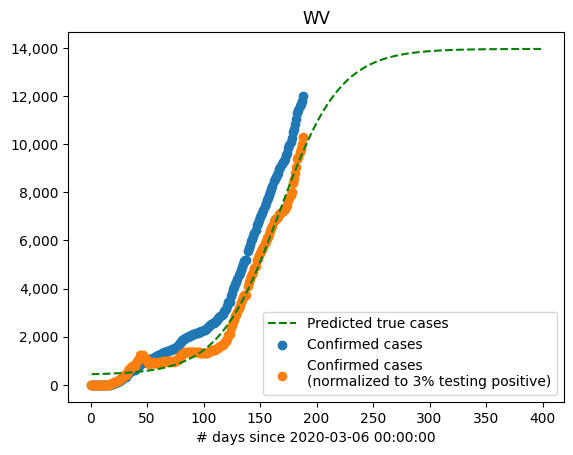 WV
14,000
12,000
10,000
8,000
6,000
4,000
2,000
0
Predicted true cases
Confirmed cases
Confirmed cases
(normalized to 3% testing positive)
0 50 100 150 200 250 300 350 400
# days since 2020-03-06 00:00:00